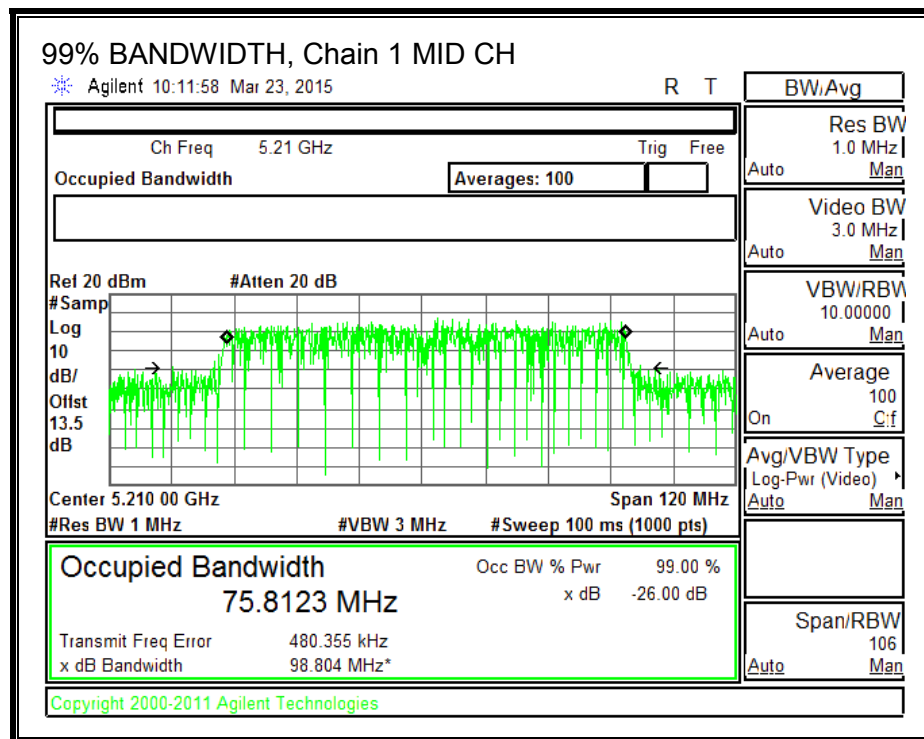 99% BANDWIDTH, Chain 1 MID CH
Agilent 10:11:58 Mar 23, 2015 R T
Ch Freq 5.21 GHz Trig Free
Occupied Bandwidth Averages: 100
Ref 20 dBm #Atten 20 dB
#Samp
Log
10
dB/
Offst
13.5
dB
Center 5.210 00 GHz Span 120 MHz
#Res BW 1 MHz #VBW 3 MHz #Sweep 100 ms (1000 pts)
Occupied Bandwidth Occ BW % Pwr 99.00 %
75.8123 MHz x dB -26.00 dB
Transmit Freq Error 480.355 kHz
x dB Bandwidth 98.804 MHz*
Copyright 2000-2011 Agilent Technologies
BW/Avg
Res BW
1.0 MHz
Auto Man
Video BW
3.0 MHz
Auto Man
VBW/RBW
10.00000
Auto Man
Average
100
On Off
Avg/VBW Type
Log-Pwr (Video)
Auto Man
Span/RBW
106
Auto Man